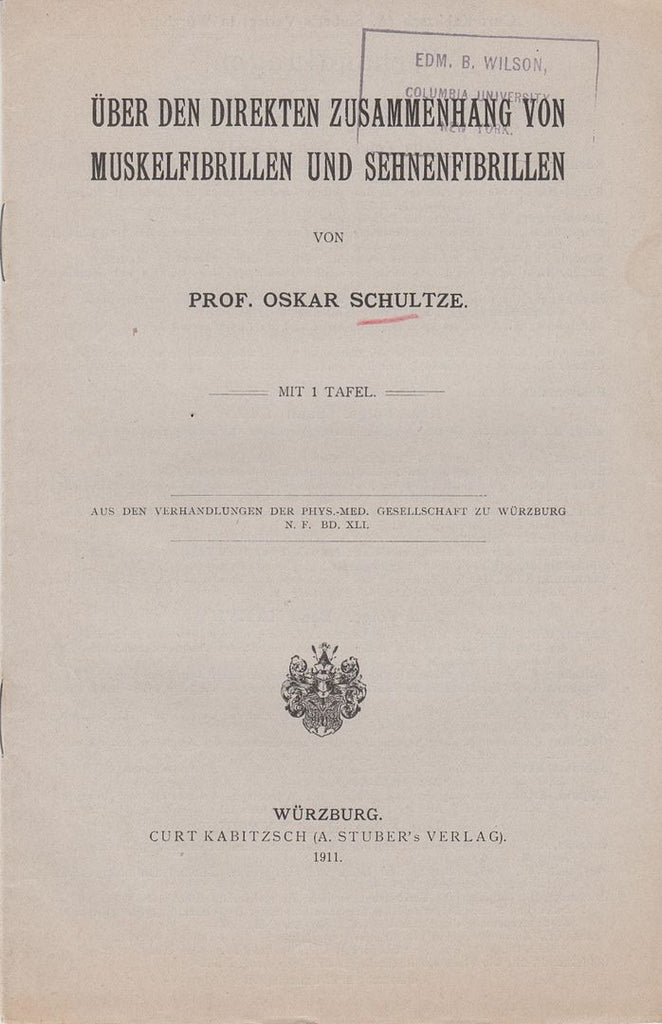 EDM. B. WILSON,
COLUMBIA UNIVERSITY
NEW YORK.
ÜBER DEN DIREKTEN ZUSAMMENHANG VON
MUSKELFIBRILLEN UND SEHNENFIBRILLEN
VON
PROF. OSKAR SCHULTZE.
MIT 1 TAFEL.
AUS DEN VERHANDLUNGEN DER PHYS.-MED. GESELLSCHAFT ZU WÜRZBURG
N. F. BD. XLI.
WÜRZBURG.
CURT KABITZSCH (A. STUBER's VERLAG).
1911.